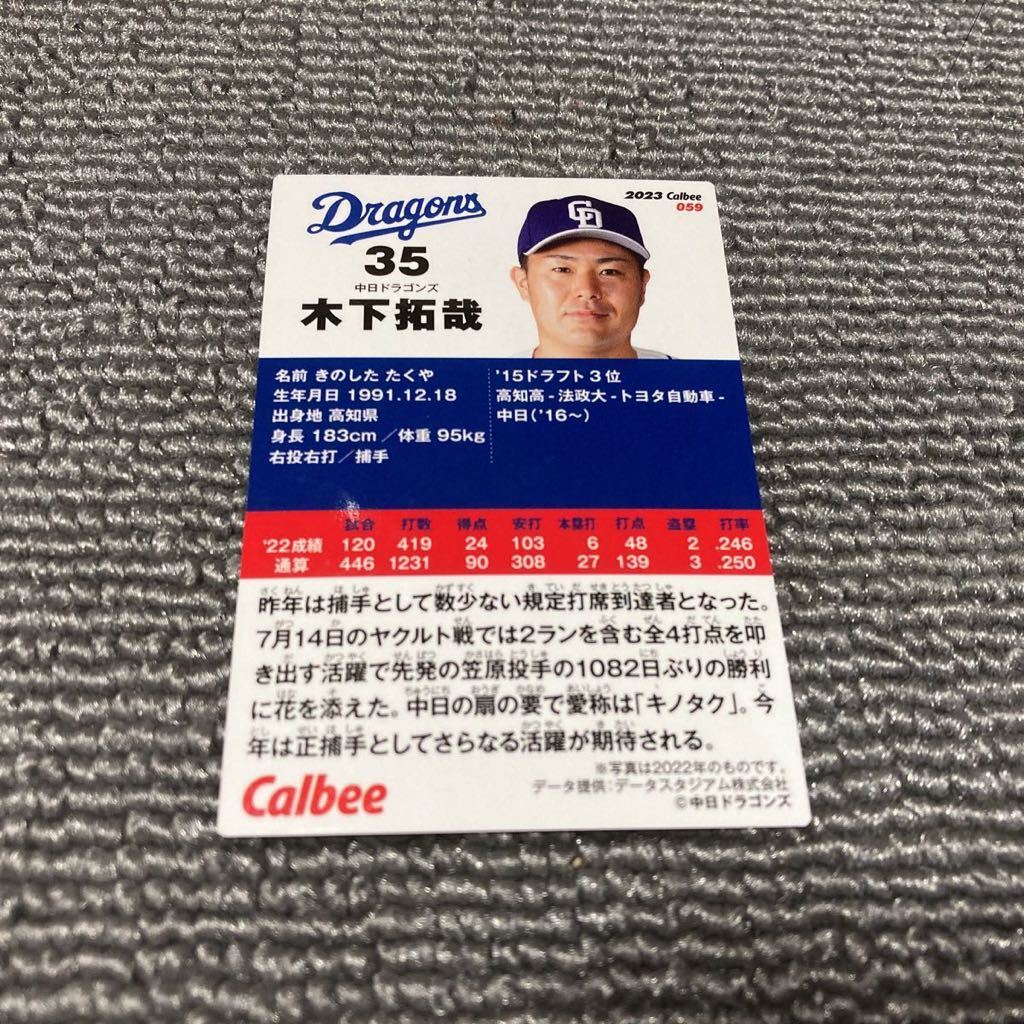 Dragons
2023 Calbee
059
35
中日ドラゴンズ
木下拓哉
名前 きのした たくや
生年月日 1991.12.18
出身地 高知県
身長 183cm／体重 95kg
右投右打／捕手
'15ドラフト3位
高知高-法政大-トヨタ自動車-
中日('16〜)
試合 打数 得点 安打 本塁打 打点 盗塁 打率
'22成績 120 419 24 103 6 48 2 .246
通算 446 1231 90 308 27 139 3 .250
昨年は捕手として数少ない規定打席到達者となった。
7月14日のヤクルト戦では2ランを含む全4打点を叩
き出す活躍で先発の笠原投手の1082日ぶりの勝利
に花を添えた。中日の扇の要で愛称は「キノタク」。今
年は正捕手としてさらなる活躍が期待される。
※写真は2022年のものです。
データ提供:データスタジアム株式会社
©中日ドラゴンズ
Calbee